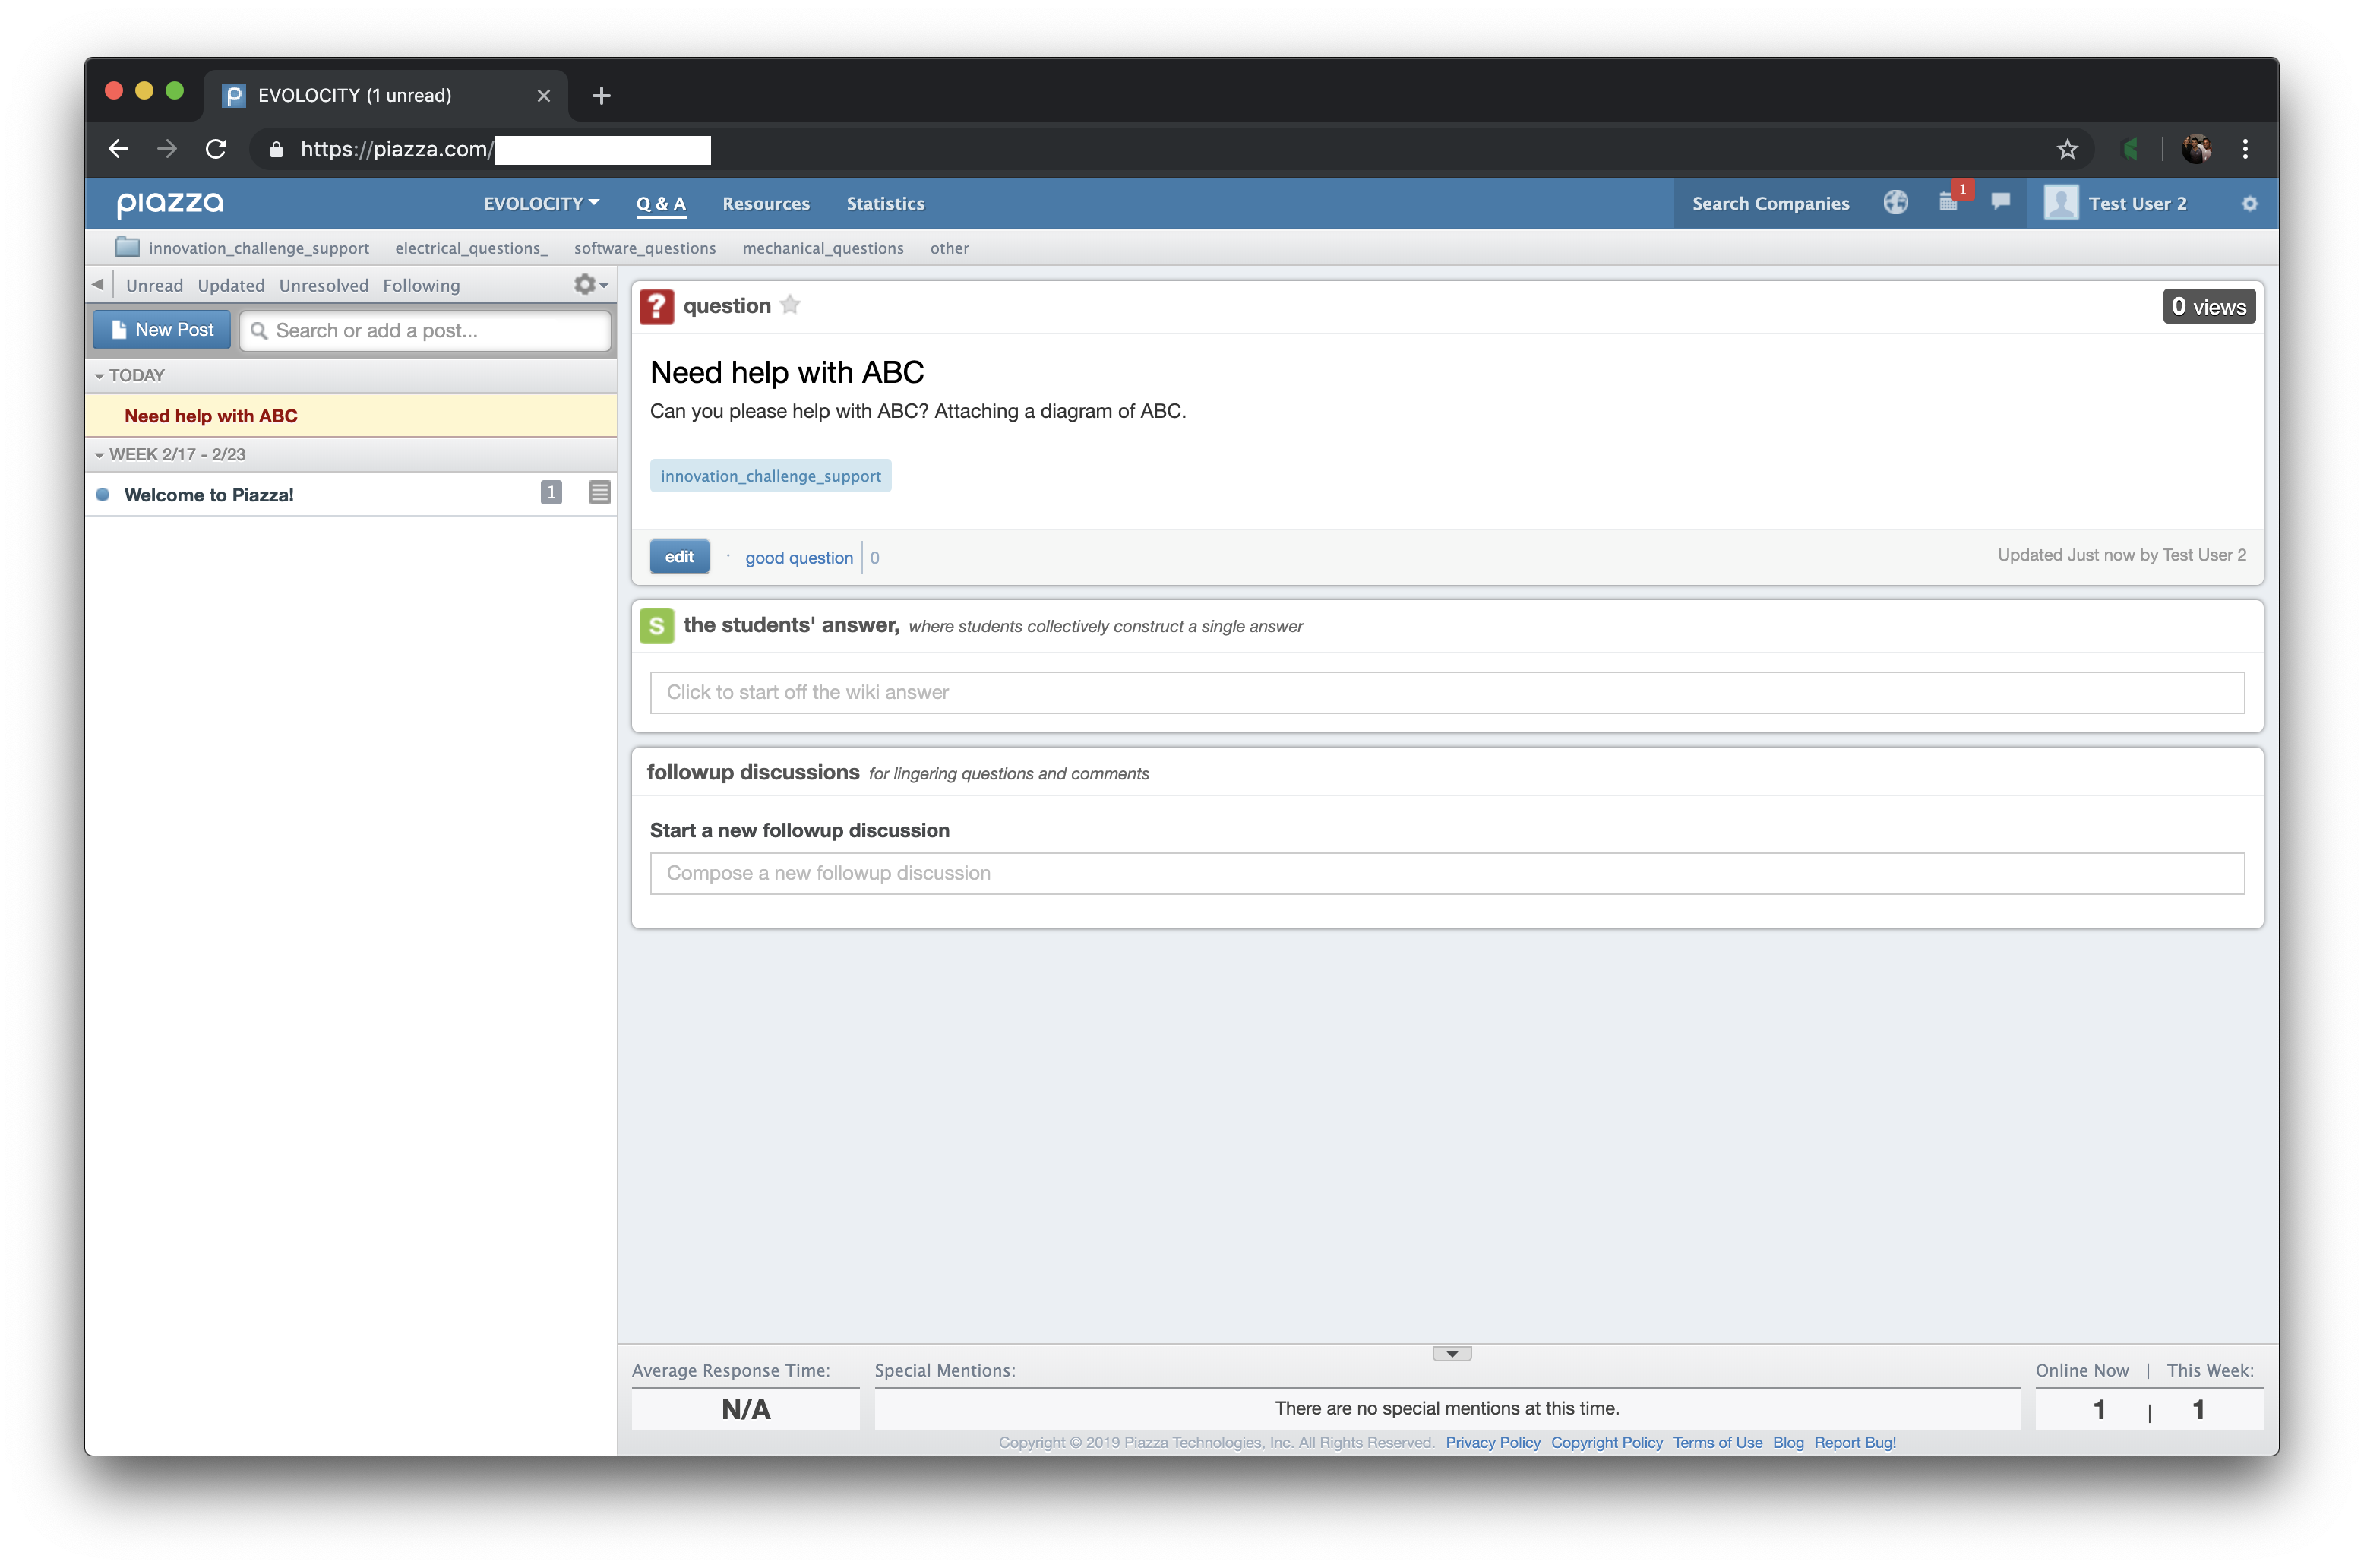 EVOLOCITY (1 unread)
https://piazza.com/
piazza EVOLOCITY Q & A Resources Statistics Search Companies 1 Test User 2
innovation_challenge_support electrical_questions_ software_questions mechanical_questions other
Unread Updated Unresolved Following
New Post Search or add a post...
TODAY
Need help with ABC
WEEK 2/17 - 2/23
Welcome to Piazza! 1
? question 0 views
Need help with ABC
Can you please help with ABC? Attaching a diagram of ABC.
innovation_challenge_support
edit · good question 0 Updated Just now by Test User 2
S the students' answer, where students collectively construct a single answer
Click to start off the wiki answer
followup discussions for lingering questions and comments
Start a new followup discussion
Compose a new followup discussion
Average Response Time: Special Mentions: Online Now | This Week:
N/A There are no special mentions at this time. 1 | 1
Copyright © 2019 Piazza Technologies, Inc. All Rights Reserved. Privacy Policy Copyright Policy Terms of Use Blog Report Bug!